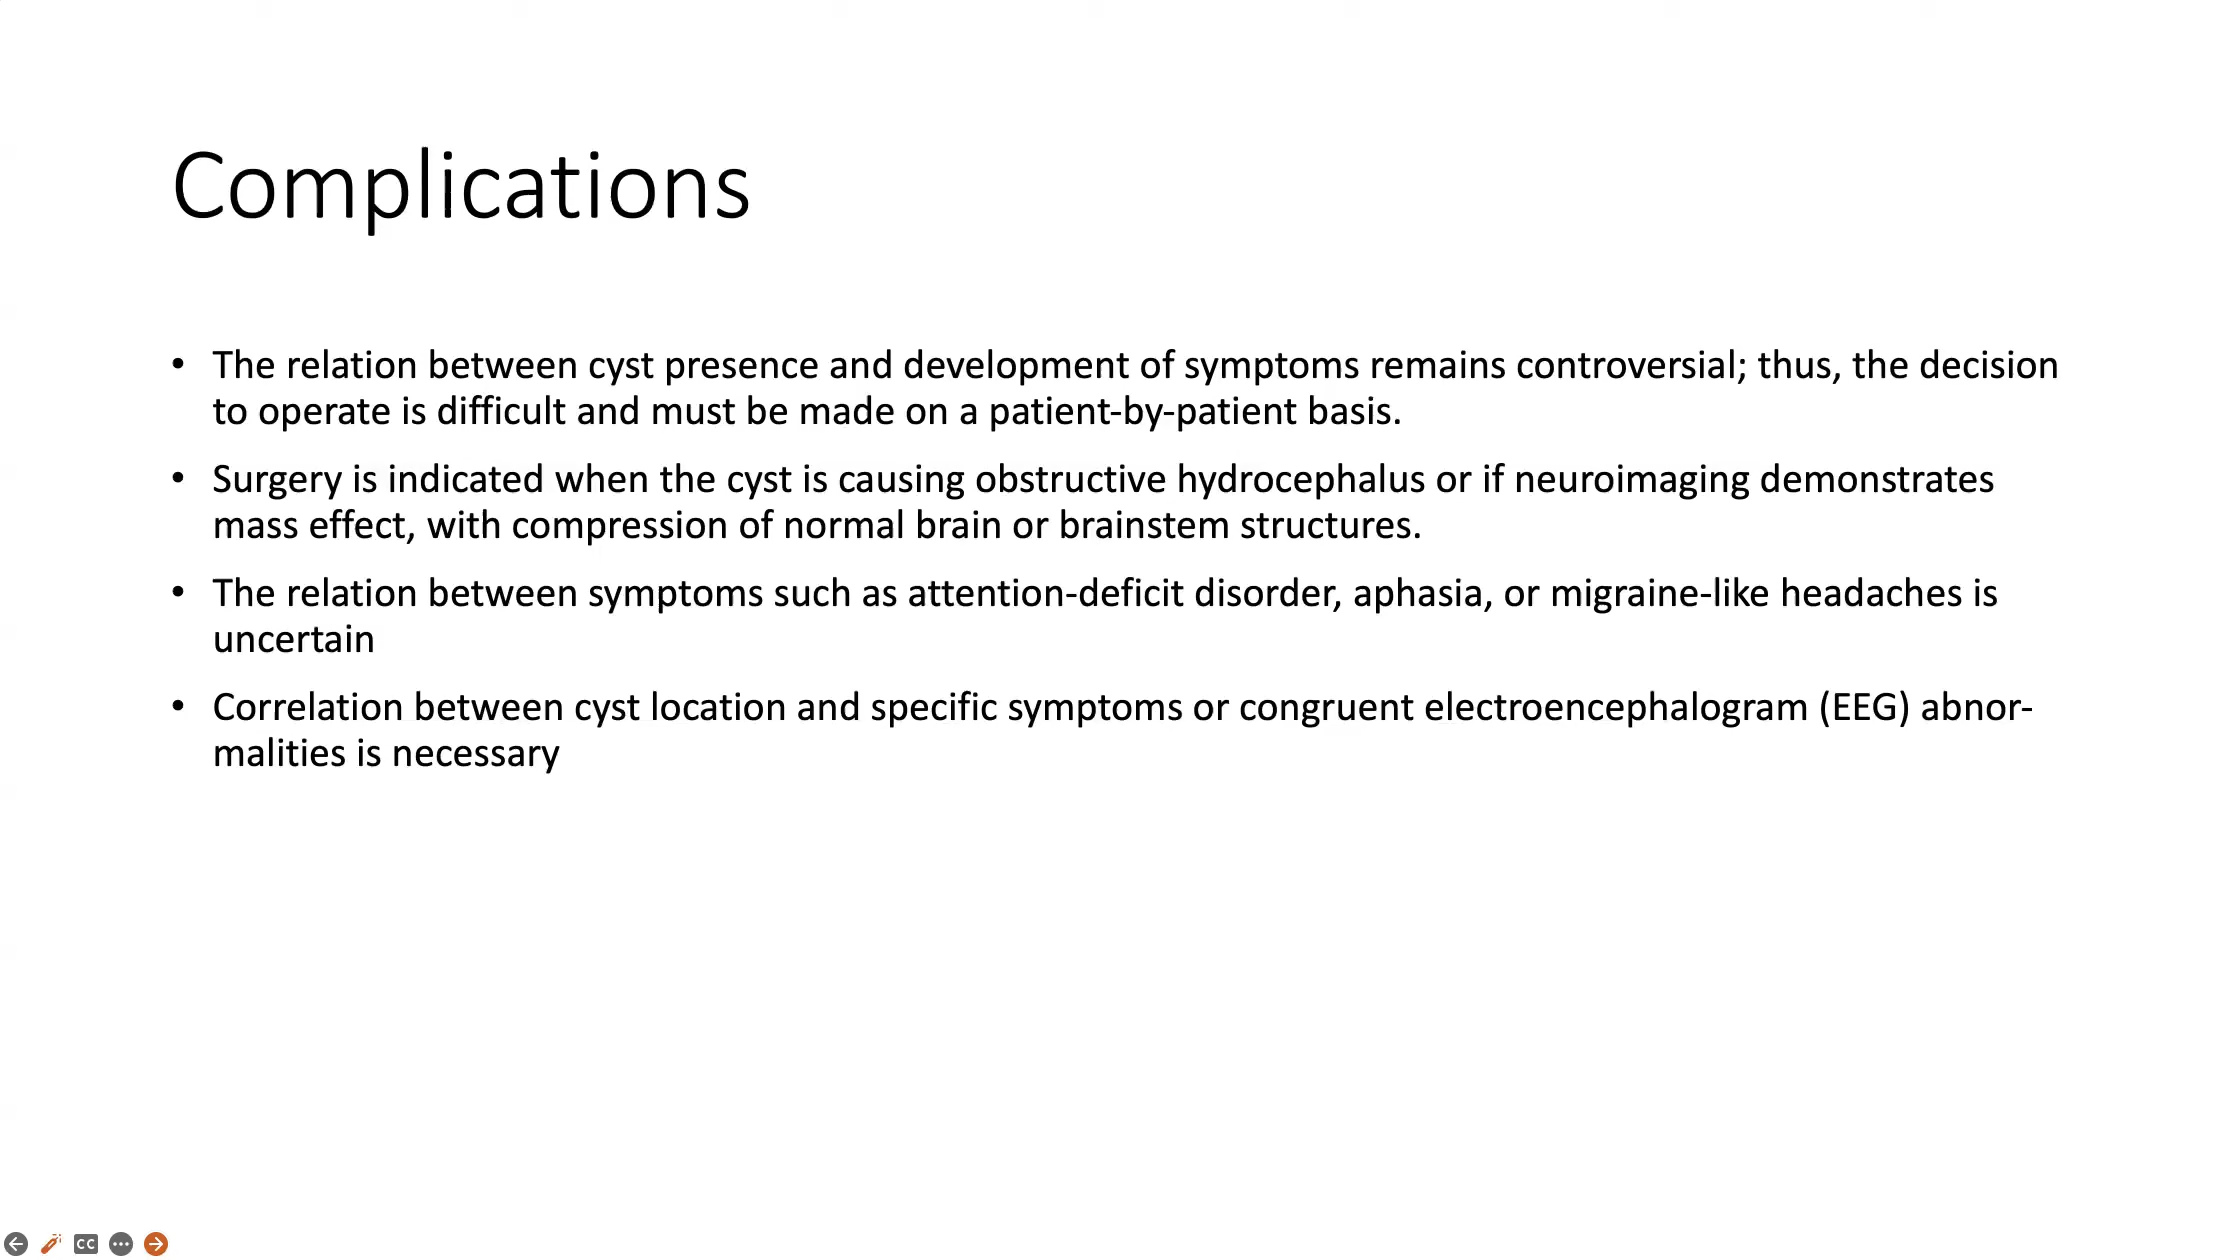 Complications
• The relation between cyst presence and development of symptoms remains controversial; thus, the decision
to operate is difficult and must be made on a patient-by-patient basis.
• Surgery is indicated when the cyst is causing obstructive hydrocephalus or if neuroimaging demonstrates
mass effect, with compression of normal brain or brainstem structures.
• The relation between symptoms such as attention-deficit disorder, aphasia, or migraine-like headaches is
uncertain
• Correlation between cyst location and specific symptoms or congruent electroencephalogram (EEG) abnor-
malities is necessary
CC